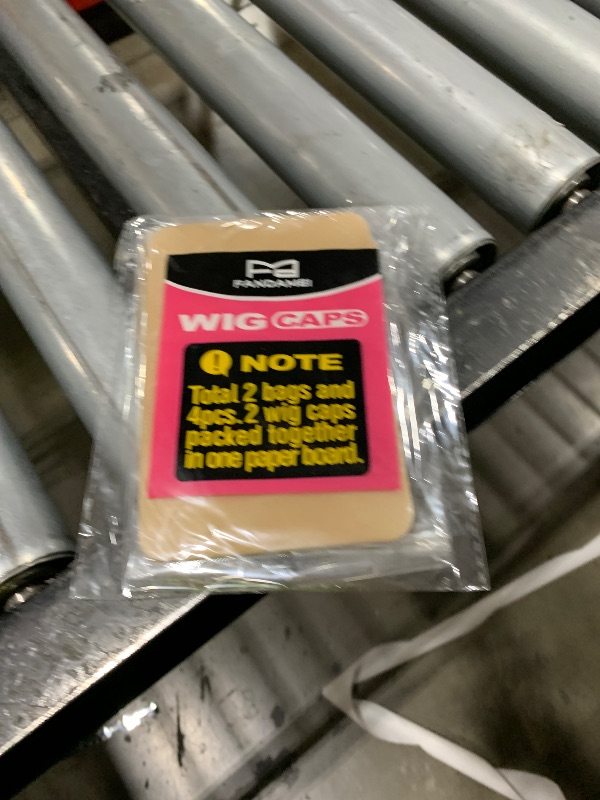 FANDAMEI
WIG CAPS
! NOTE
Total 2 bags and
4pcs. 2 wig caps
packed together
in one paper board.